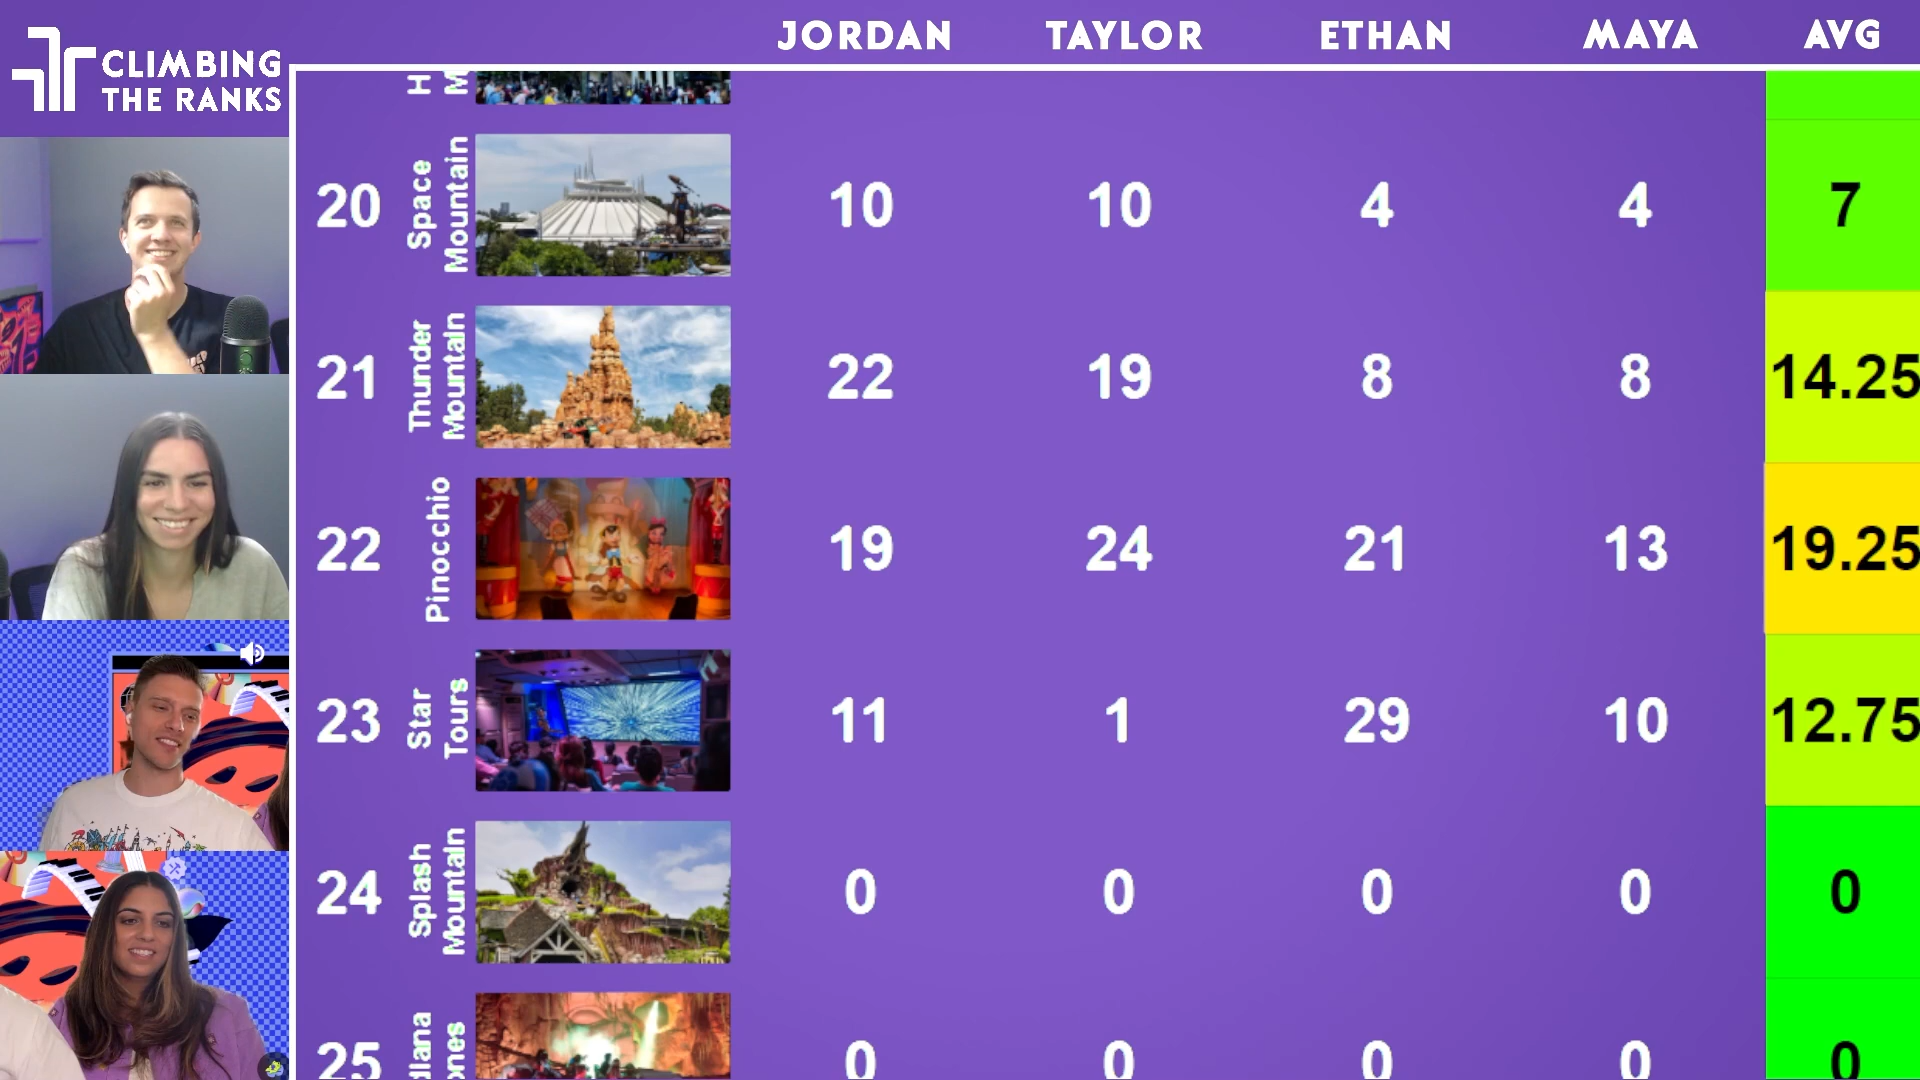 CLIMBING
THE RANKS
JORDAN TAYLOR ETHAN MAYA AVG
20 Space Mountain 10 10 4 4 7
21 Thunder Mountain 22 19 8 8 14.25
22 Pinocchio 19 24 21 13 19.25
23 Star Tours 11 1 29 10 12.75
24 Splash Mountain 0 0 0 0 0
25 0 0 0 0 0